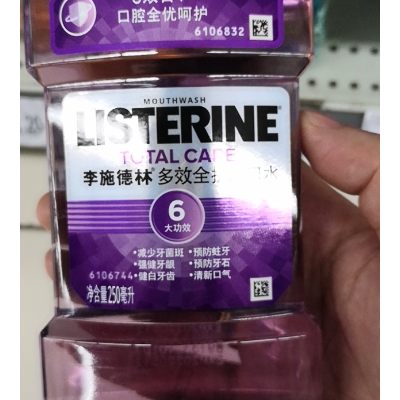 口腔全优呵护
6106832
MOUTHWASH
LISTERINE
TOTAL CARE
李施德林 多效全护 水
6
大功效
·减少牙菌斑 ·预防蛀牙
·强健牙龈 ·预防牙石
6106744 ·健白牙齿 ·清新口气
净含量250毫升